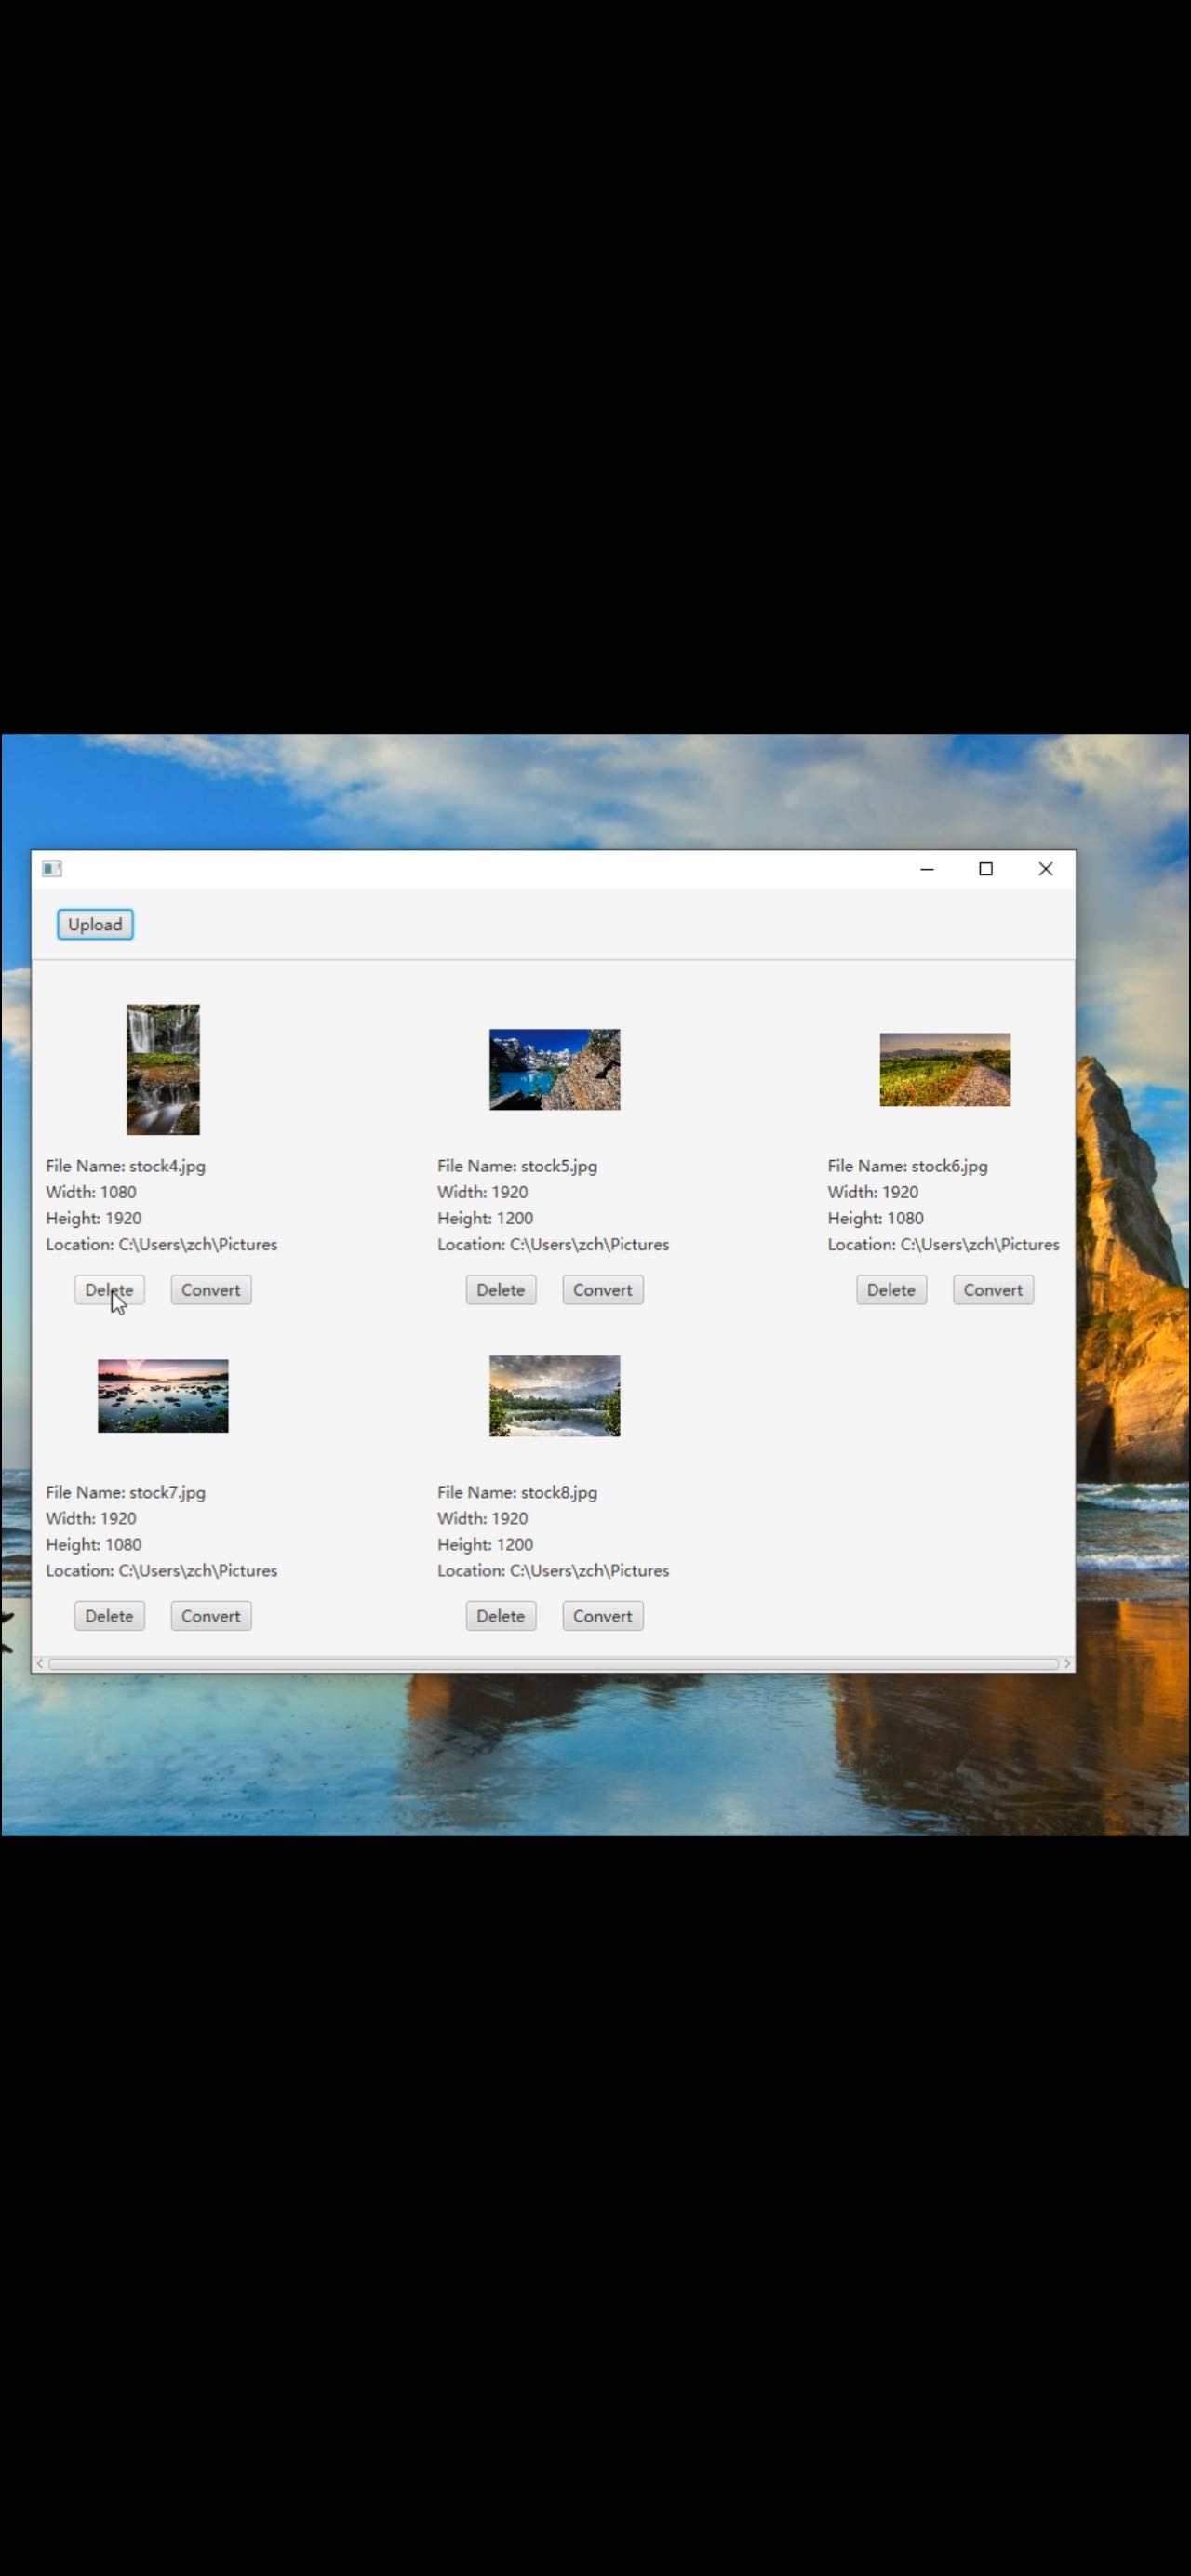 Upload
File Name: stock4.jpg
Width: 1080
Height: 1920
Location: C:\Users\zch\Pictures
Delete Convert
File Name: stock5.jpg
Width: 1920
Height: 1200
Location: C:\Users\zch\Pictures
Delete Convert
File Name: stock6.jpg
Width: 1920
Height: 1080
Location: C:\Users\zch\Pictures
Delete Convert
File Name: stock7.jpg
Width: 1920
Height: 1080
Location: C:\Users\zch\Pictures
Delete Convert
File Name: stock8.jpg
Width: 1920
Height: 1200
Location: C:\Users\zch\Pictures
Delete Convert